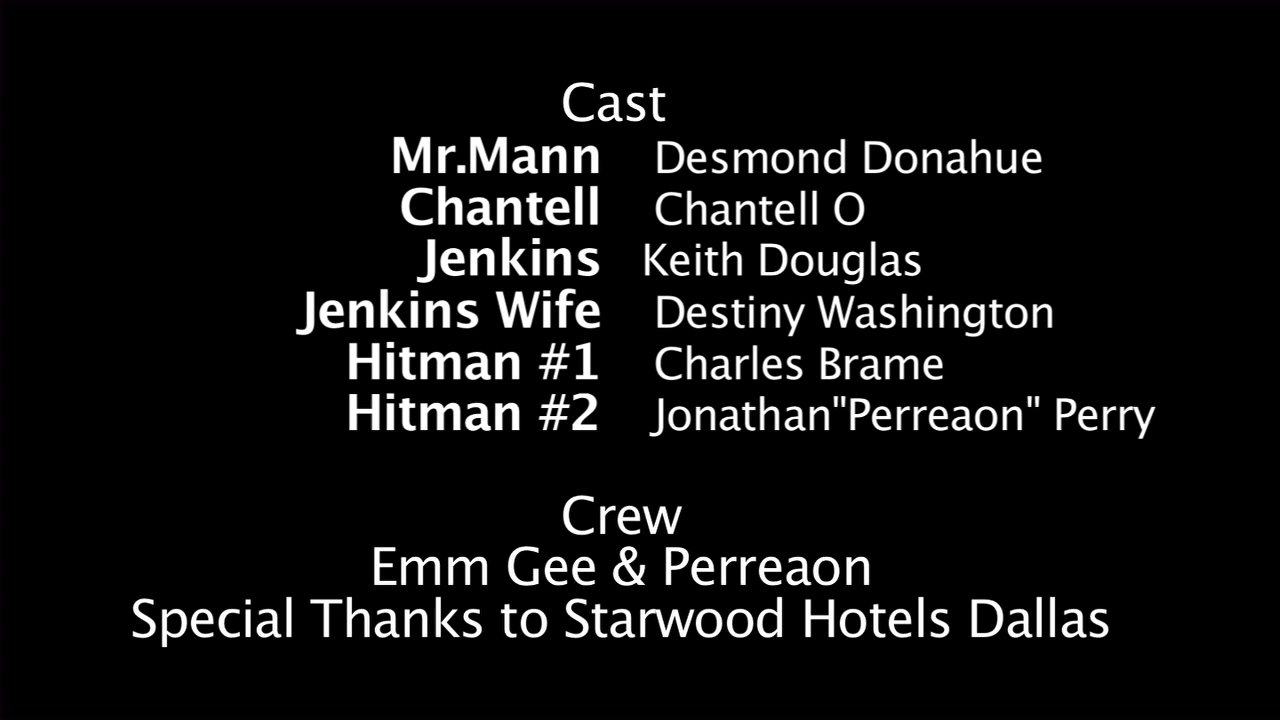 Cast
Mr.Mann Desmond Donahue
Chantell Chantell O
Jenkins Keith Douglas
Jenkins Wife Destiny Washington
Hitman #1 Charles Brame
Hitman #2 Jonathan"Perreaon" Perry
Crew
Emm Gee & Perreaon
Special Thanks to Starwood Hotels Dallas